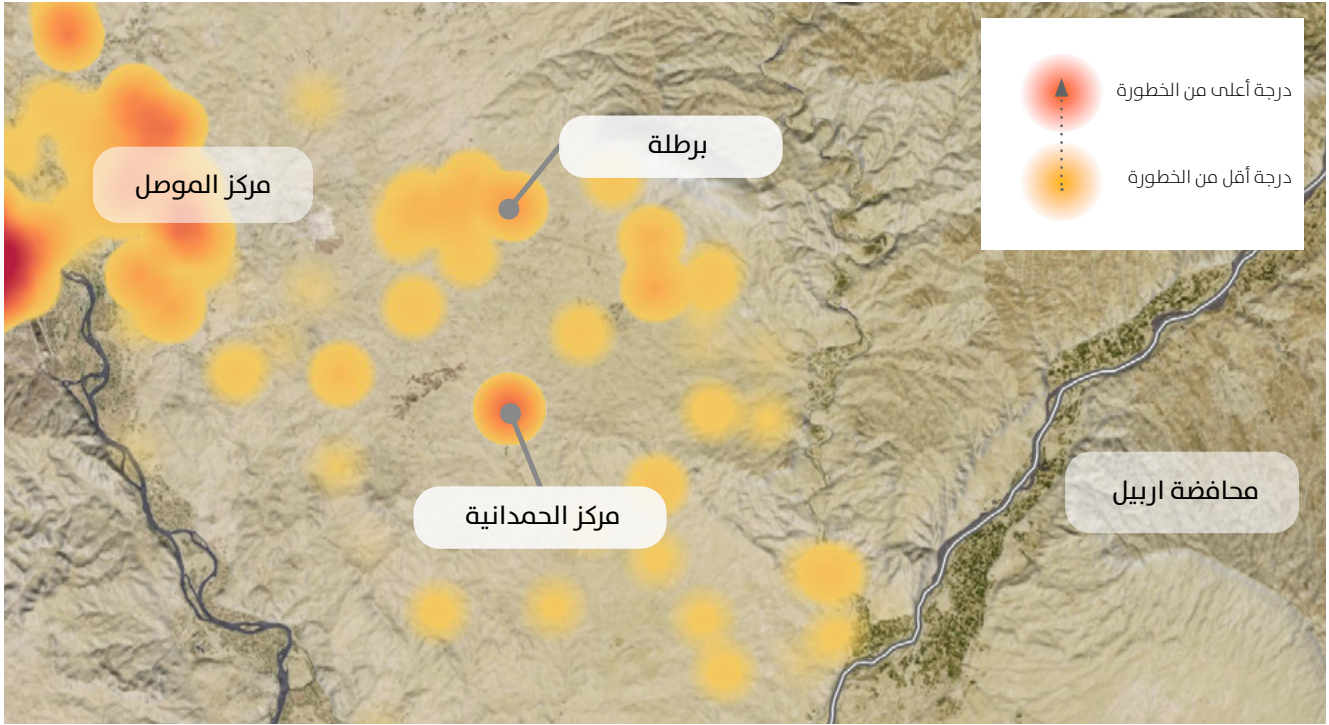 درجة أعلى من الخطورة
درجة أقل من الخطورة
برطلة
مركز الموصل
محافضة اربيل
مركز الحمدانية